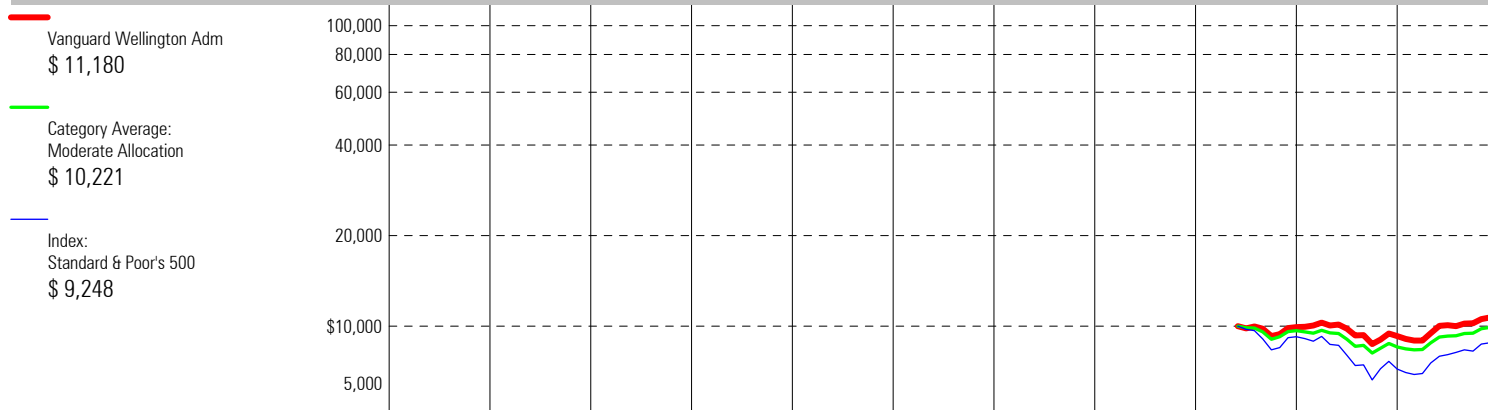 Vanguard Wellington Adm
$ 11,180
Category Average:
Moderate Allocation
$ 10,221
Index:
Standard & Poor's 500
$ 9,248
100,000
80,000
60,000
40,000
20,000
$10,000
5,000